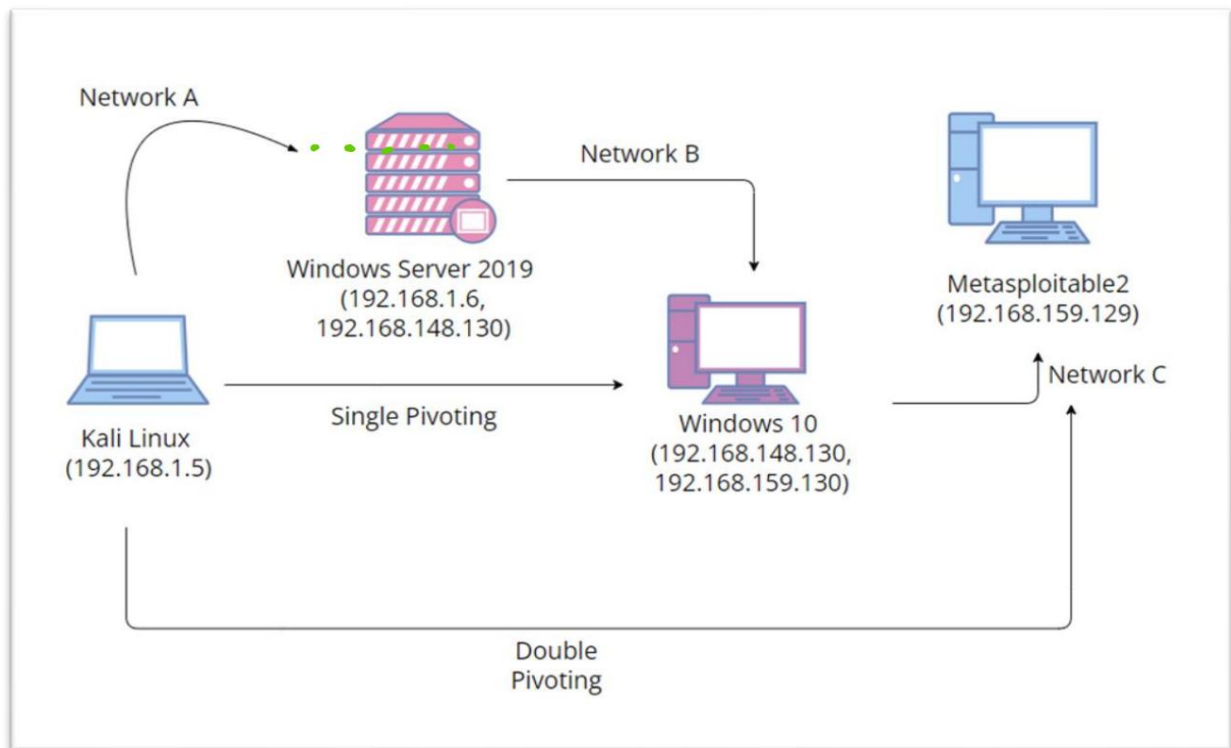 Network A
Network B
Windows Server 2019
(192.168.1.6,
192.168.148.130)
Metasploitable2
(192.168.159.129)
Network C
Single Pivoting
Kali Linux
(192.168.1.5)
Windows 10
(192.168.148.130,
192.168.159.130)
Double
Pivoting